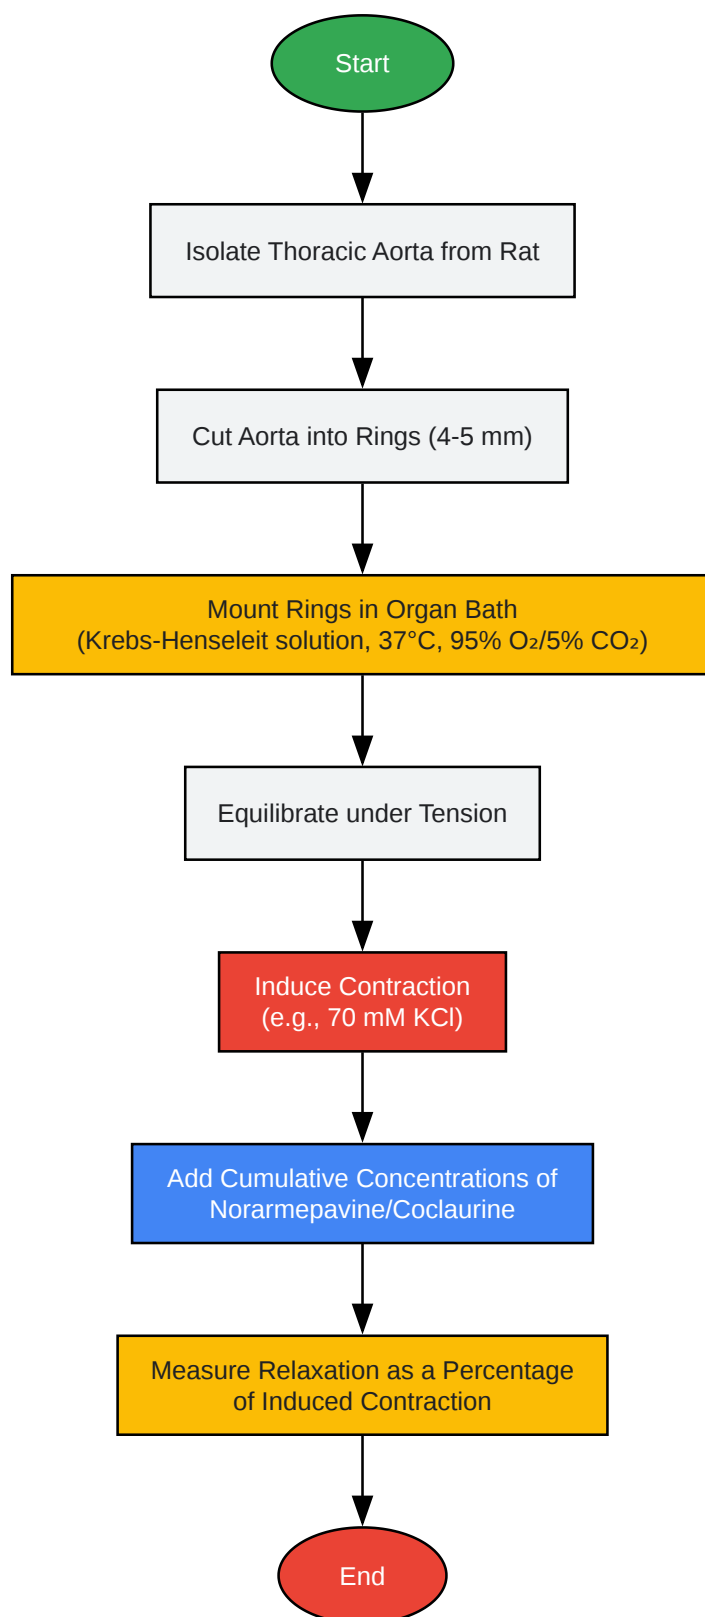 Start
Isolate Thoracic Aorta from Rat
Cut Aorta into Rings (4-5 mm)
Mount Rings in Organ Bath
(Krebs-Henseleit solution, 37°C, 95% O₂/5% CO₂)
Equilibrate under Tension
Induce Contraction
(e.g., 70 mM KCl)
Add Cumulative Concentrations of
Norarmepavine/Coclaurine
Measure Relaxation as a Percentage
of Induced Contraction
End